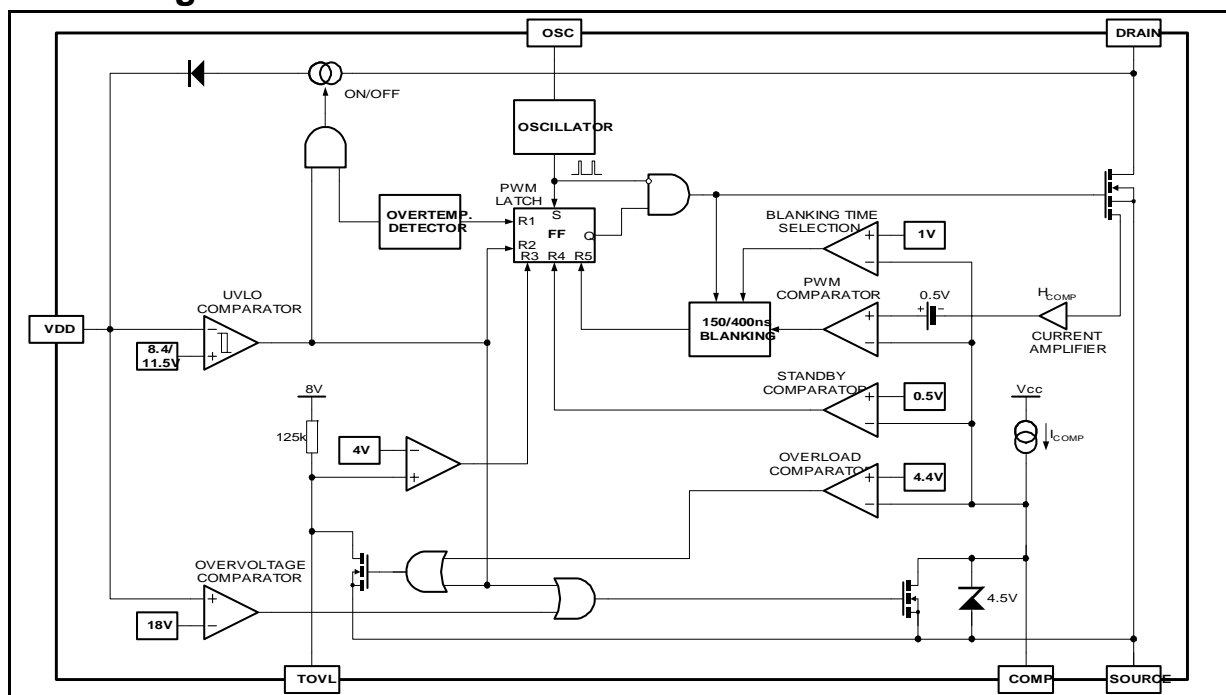 OSC
DRAIN
ON/OFF
OSCILLATOR
PWM
LATCH
OVERTEMP.
DETECTOR
R1
S
FF
Q
R2
R3
R4
R5
BLANKING TIME
SELECTION
+
1V
−
UVLO
COMPARATOR
PWM
COMPARATOR
0.5V
HCOMP
VDD
−
+
8.4/
11.5V
150/400ns
BLANKING
+
−
+
−
CURRENT
AMPLIFIER
STANDBY
COMPARATOR
8V
+
0.5V
−
Vcc
125k
4V
−
+
ICOMP
OVERLOAD
COMPARATOR
+
4.4V
−
OVERVOLTAGE
COMPARATOR
+
18V
−
4.5V
TOVL
COMP
SOURCE